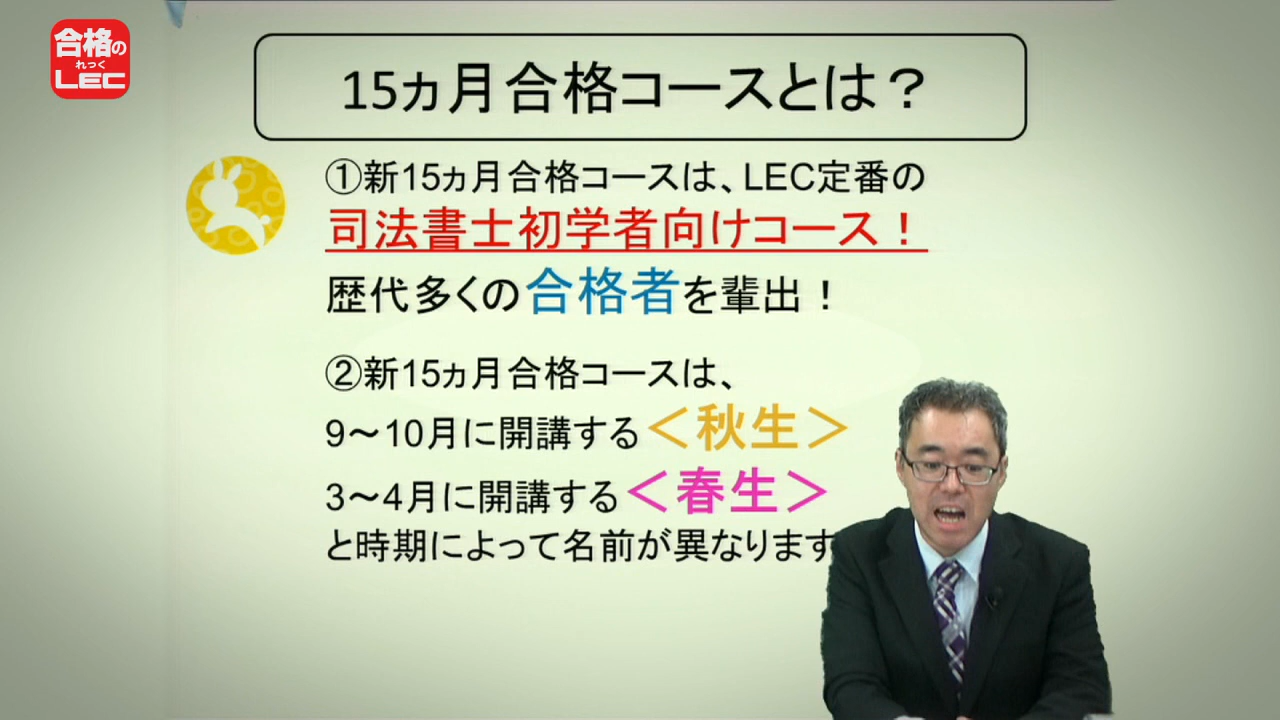 合格の
れっく
LEC
15ヵ月合格コースとは？
①新15ヵ月合格コースは、LEC定番の
司法書士初学者向けコース！
歴代多くの合格者を輩出！
②新15ヵ月合格コースは、
9～10月に開講する＜秋生＞
3～4月に開講する＜春生＞
と時期によって名前が異なります